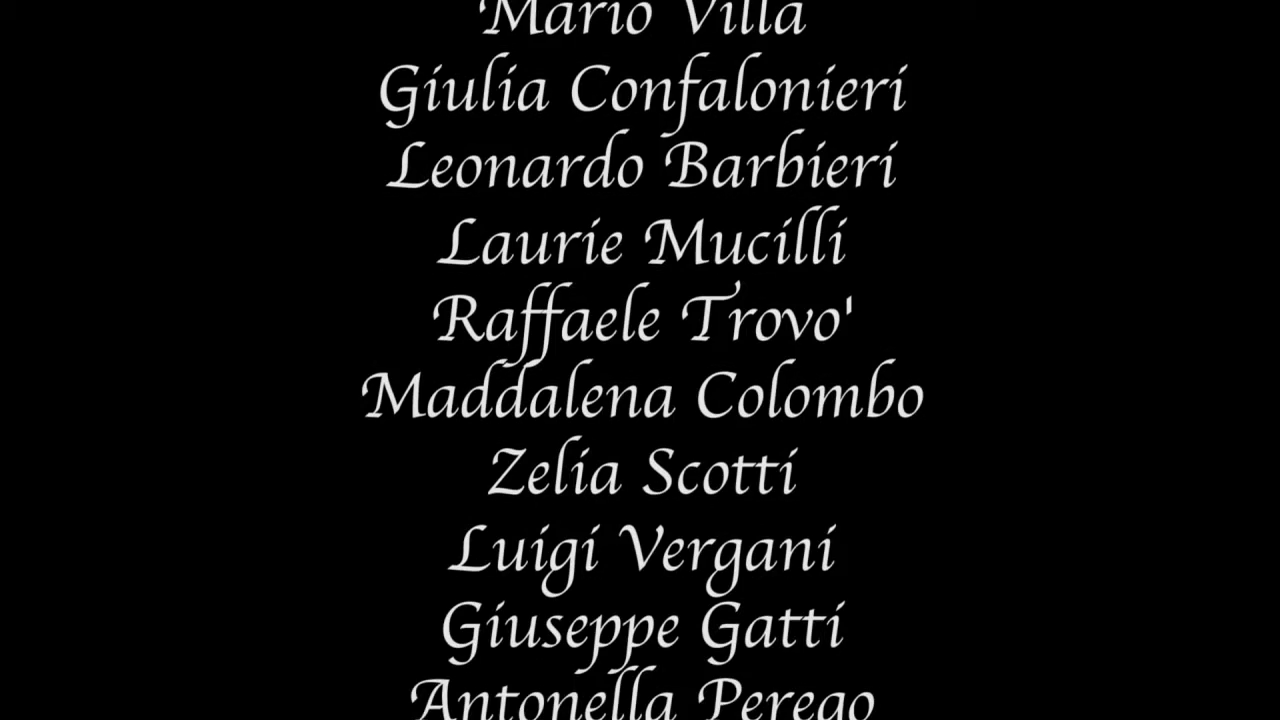 Mario Villa
Giulia Confalonieri
Leonardo Barbieri
Laurie Mucilli
Raffaele Trovo'
Maddalena Colombo
Zelia Scotti
Luigi Vergani
Giuseppe Gatti
Antonella Perego